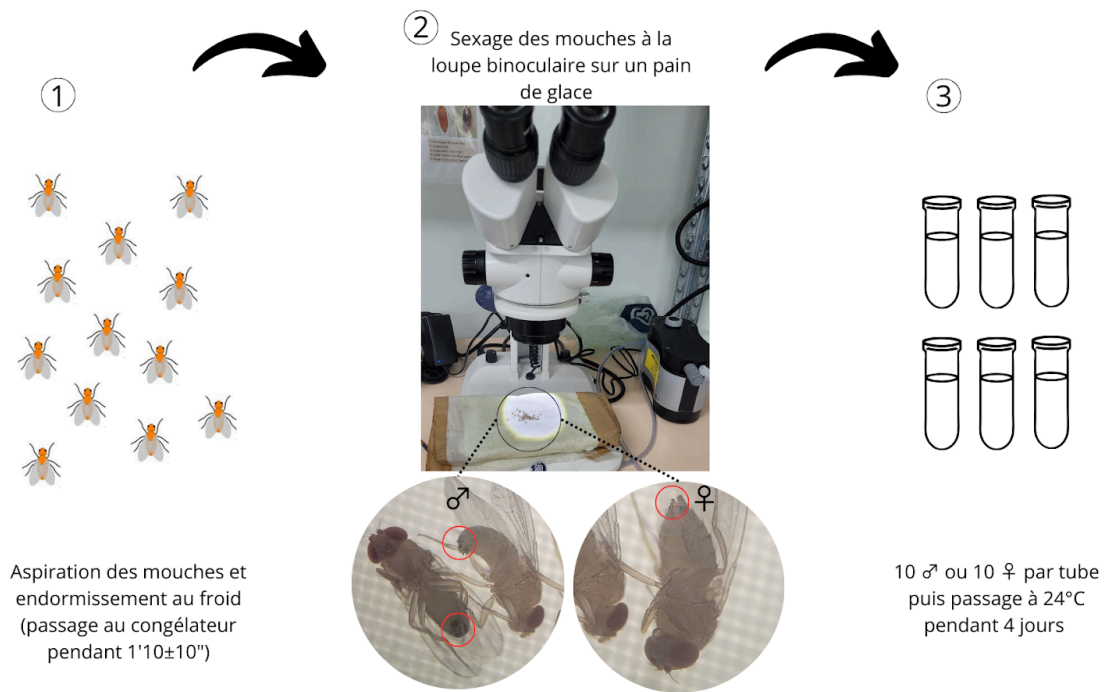 1
Aspiration des mouches et
endormissement au froid
(passage au congélateur
pendant 1'10±10")
2
Sexage des mouches à la
loupe binoculaire sur un pain
de glace
♂
♀
3
10 ♂ ou 10 ♀ par tube
puis passage à 24°C
pendant 4 jours